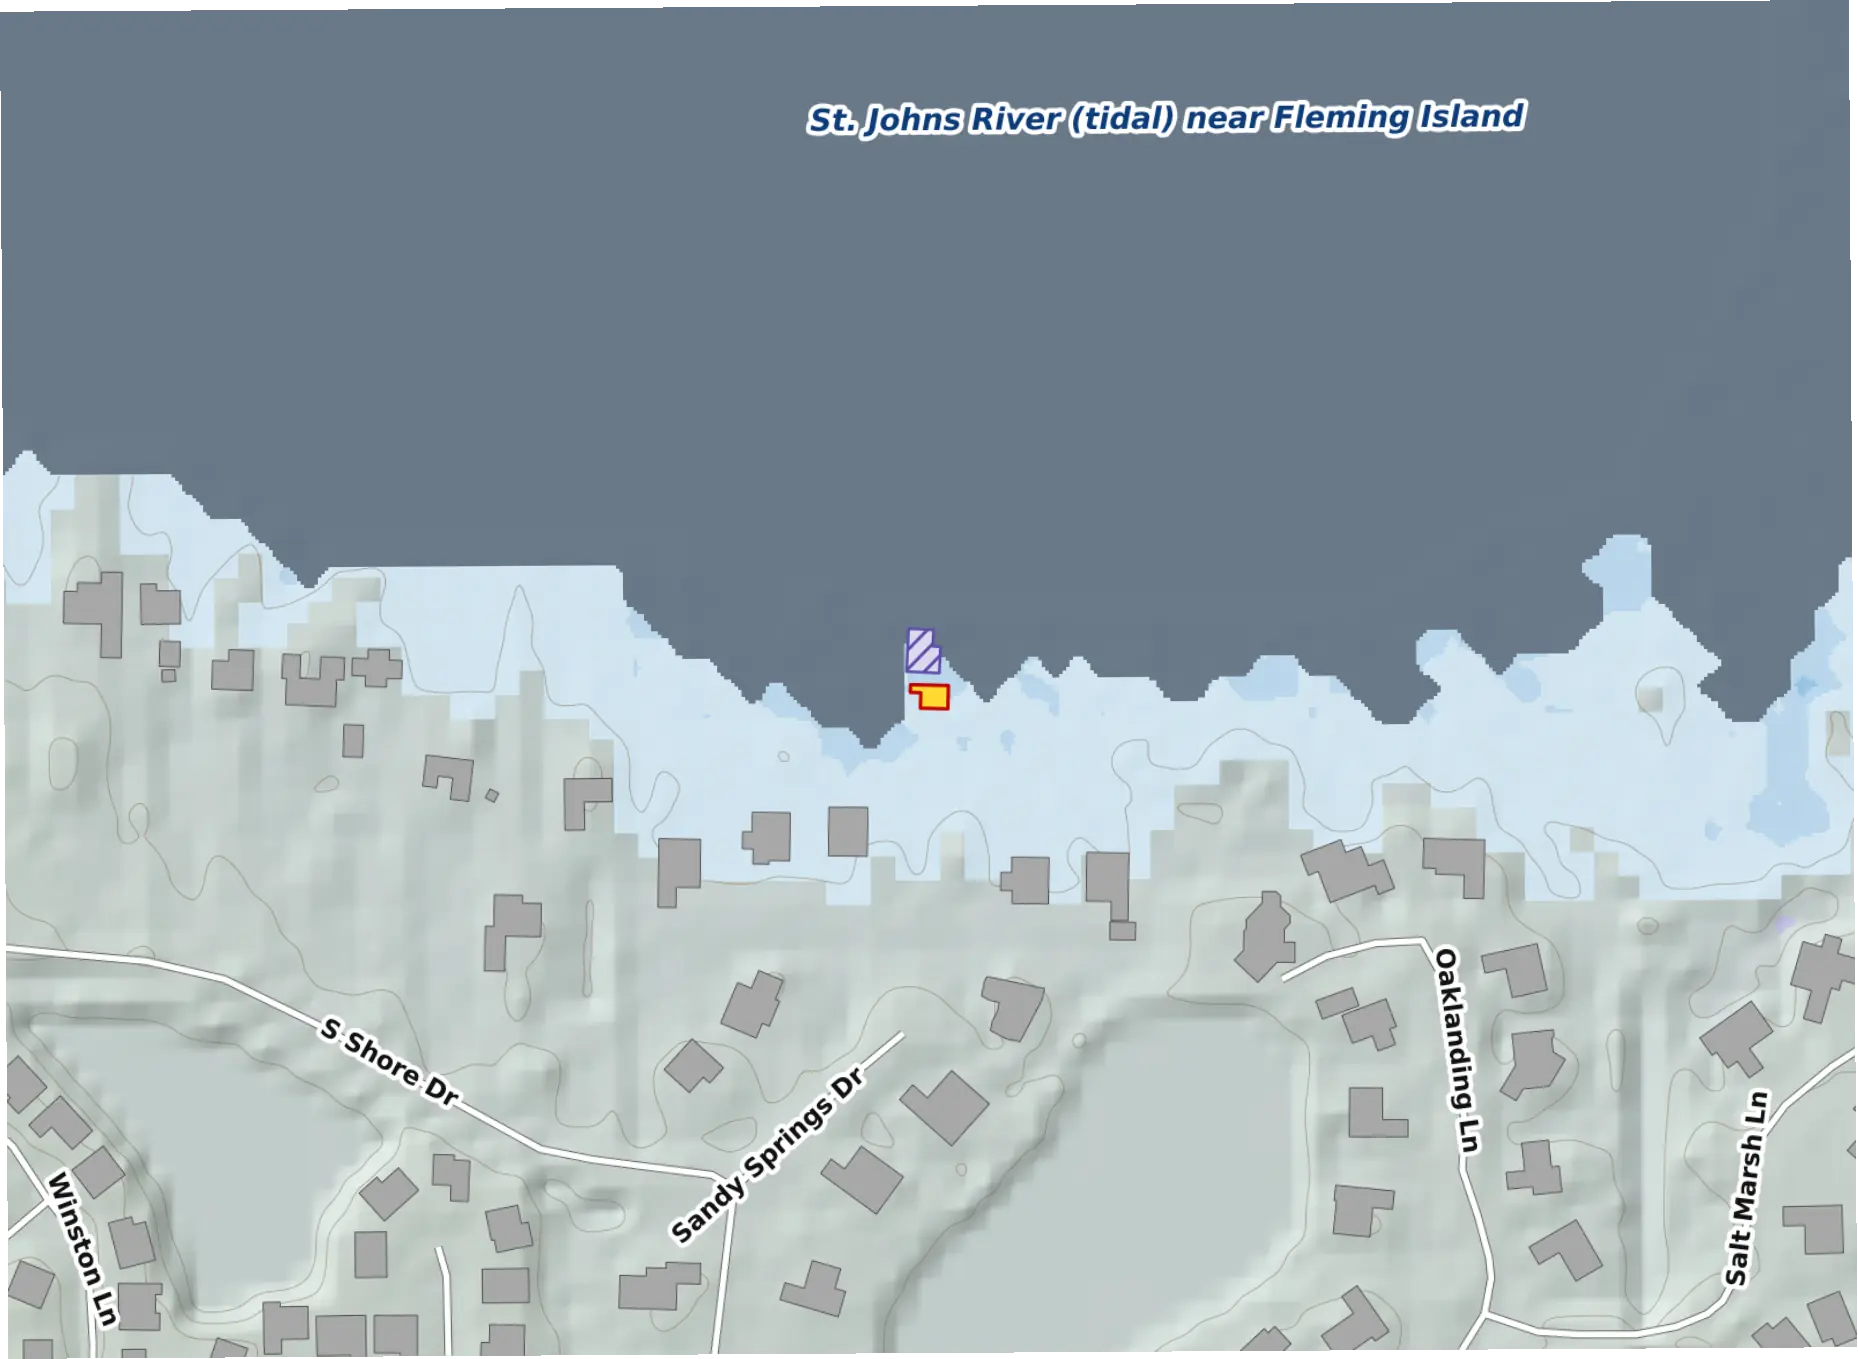 St. Johns River (tidal) near Fleming Island
S Shore Dr
Sandy Springs Dr
Oaklanding Ln
Salt Marsh Ln
Winston Ln